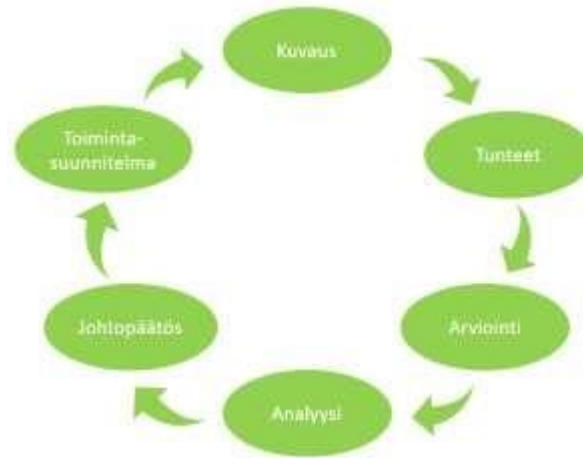 Kuvaus
Tunteet
Arviointi
Analyysi
Johtopäätös
Toiminta-
suunnitelma